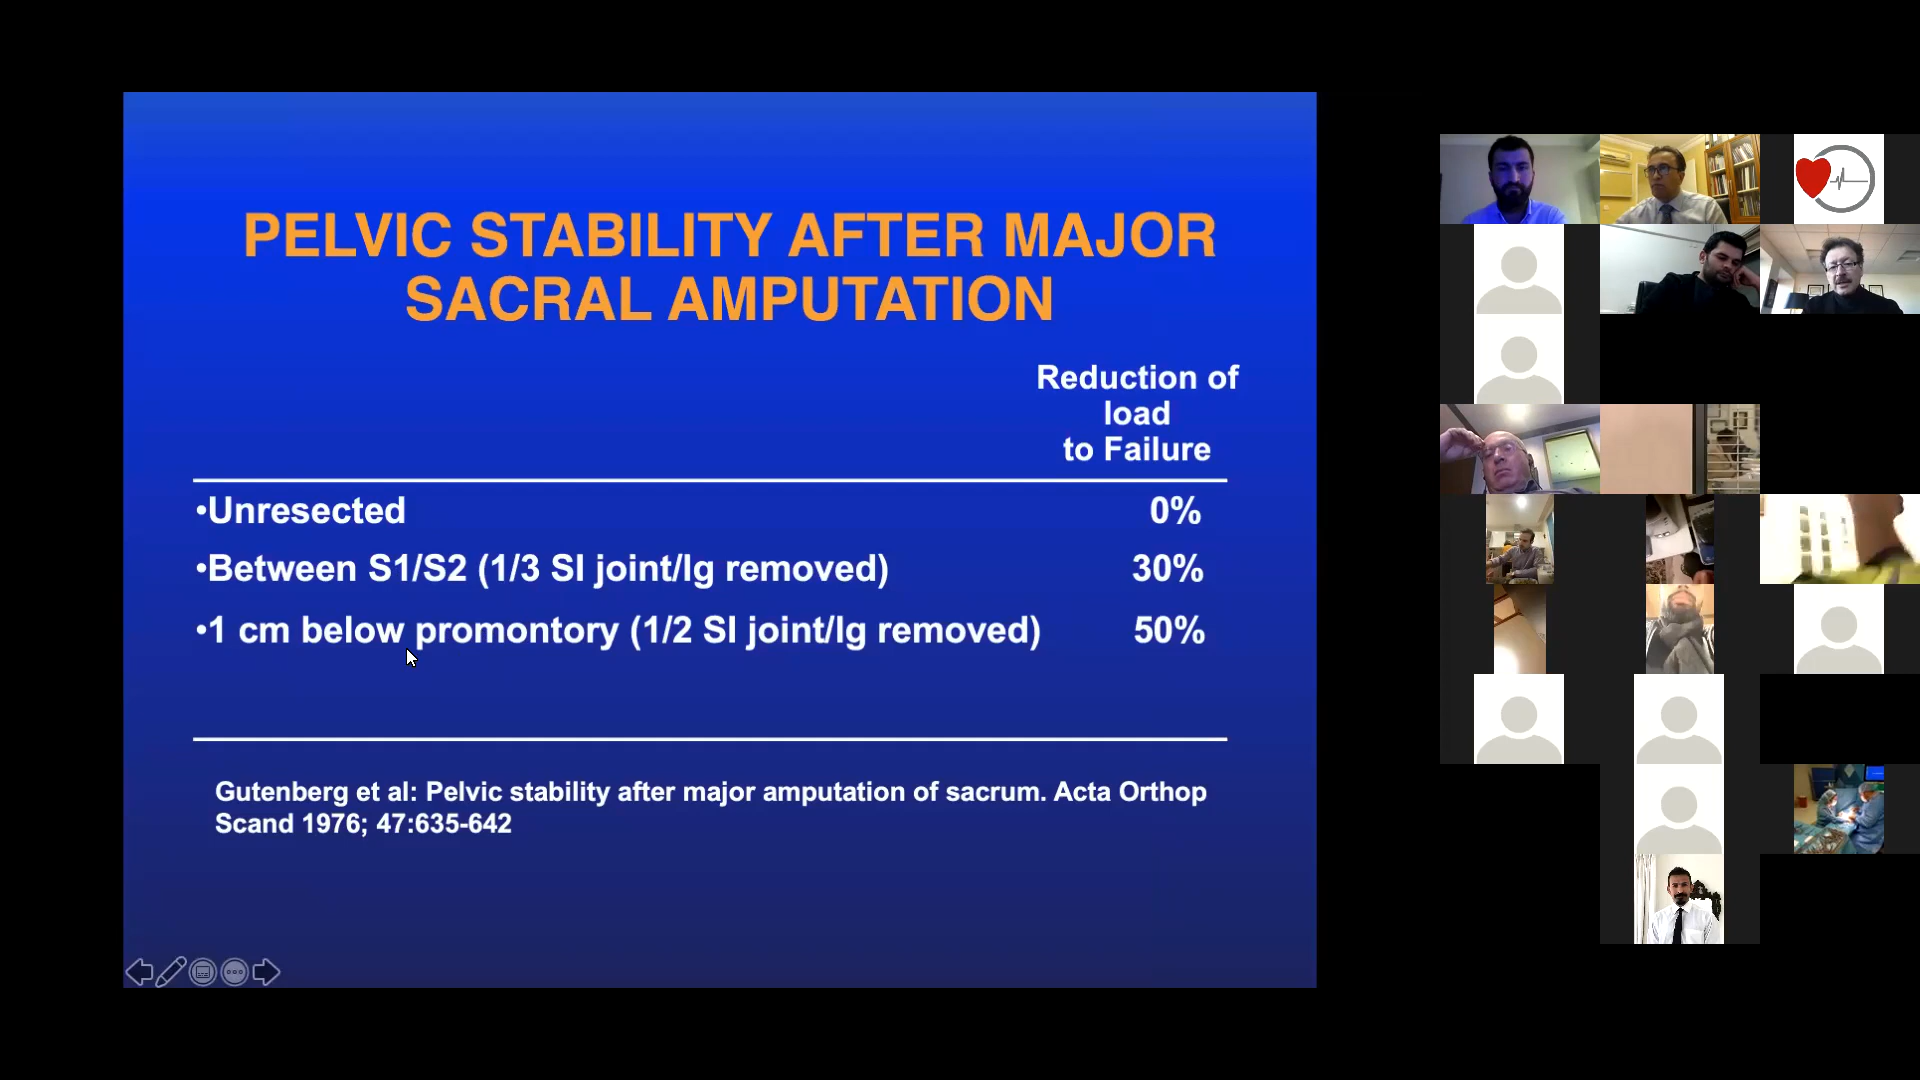 PELVIC STABILITY AFTER MAJOR
SACRAL AMPUTATION
Reduction of
load
to Failure
•Unresected 0%
•Between S1/S2 (1/3 SI joint/lg removed) 30%
•1 cm below promontory (1/2 SI joint/lg removed) 50%
Gutenberg et al: Pelvic stability after major amputation of sacrum. Acta Orthop
Scand 1976; 47:635-642